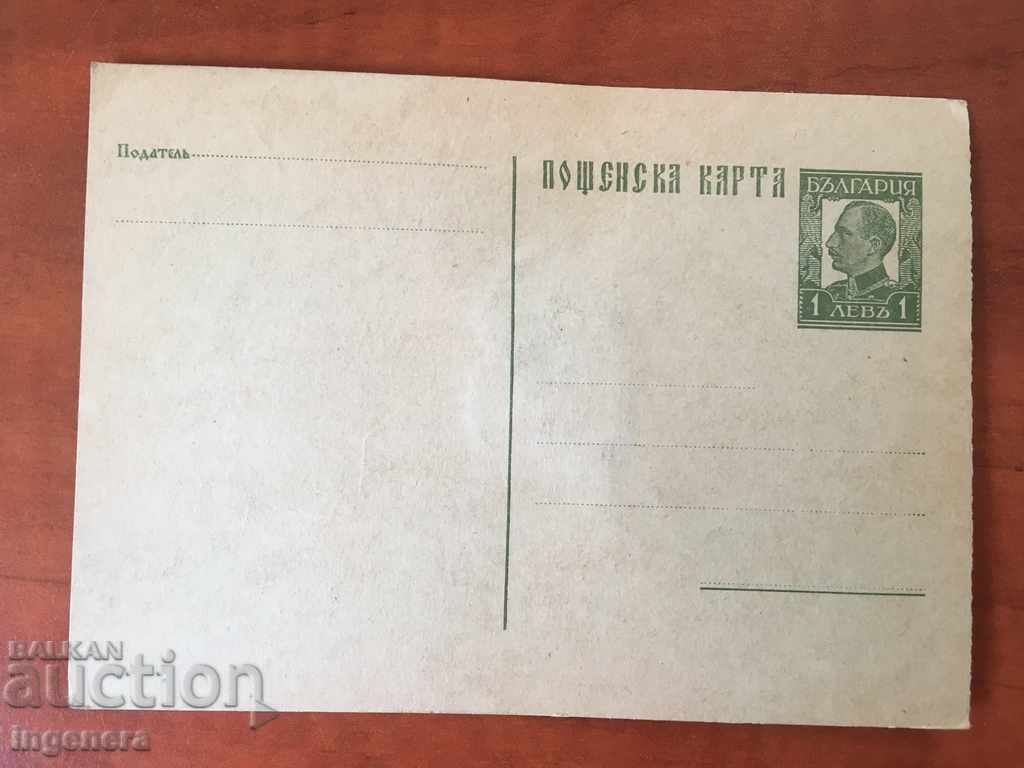 Податель
ПОЩЕНСКА КАРТА
БЪЛГАРИЯ
1 ЛЕВЪ 1
BALKAN
auction
ingenera